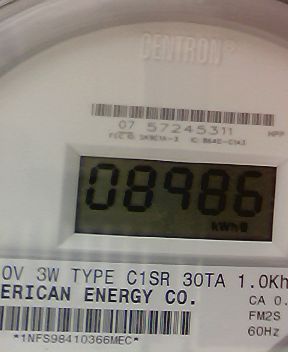 CENTRON®
07 57245311
HPP
08986
kWh
0V 3W TYPE C1SR 30TA 1.0Kh
ERICAN ENERGY CO.
CA 0.
FM2S
60Hz
*1NFS98410366MEC*